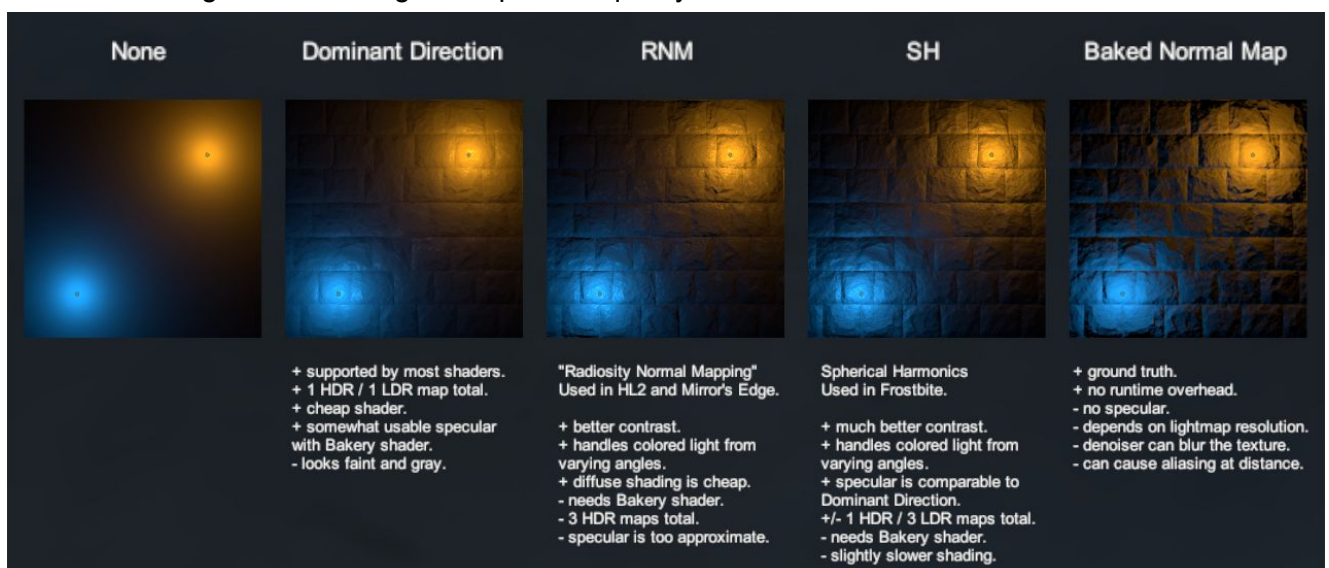 None
Dominant Direction
RNM
SH
Baked Normal Map
+ supported by most shaders.
+ 1 HDR / 1 LDR map total.
+ cheap shader.
+ somewhat usable specular
with Bakery shader.
- looks faint and gray.
"Radiosity Normal Mapping"
Used in HL2 and Mirror's Edge.
+ better contrast.
+ handles colored light from
varying angles.
+ diffuse shading is cheap.
- needs Bakery shader.
- 3 HDR maps total.
- specular is too approximate.
Spherical Harmonics
Used in Frostbite.
+ much better contrast.
+ handles colored light from
varying angles.
+ specular is comparable to
Dominant Direction.
+/- 1 HDR / 3 LDR maps total.
- needs Bakery shader.
- slightly slower shading.
+ ground truth.
+ no runtime overhead.
- no specular.
- depends on lightmap resolution.
- denoiser can blur the texture.
- can cause aliasing at distance.